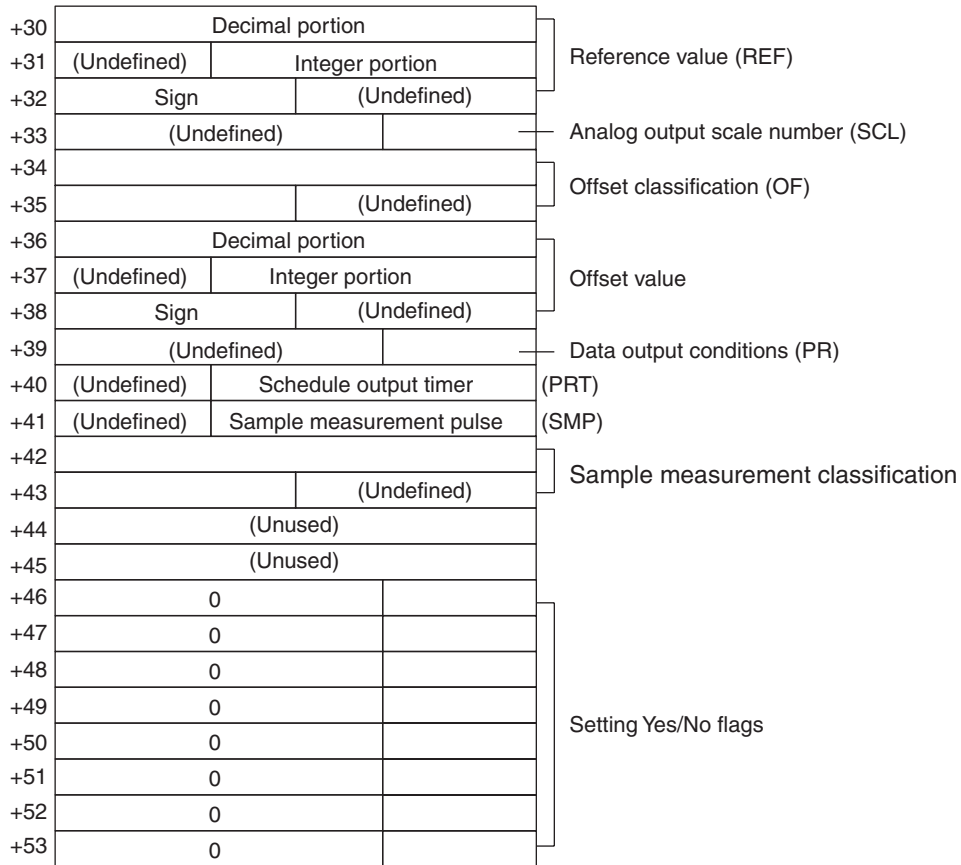 +30 Decimal portion
+31 (Undefined) Integer portion Reference value (REF)
+32 Sign (Undefined)
+33 (Undefined) Analog output scale number (SCL)
+34
Offset classification (OF)
+35 (Undefined)
+36 Decimal portion
+37 (Undefined) Integer portion Offset value
+38 Sign (Undefined)
+39 (Undefined) Data output conditions (PR)
+40 (Undefined) Schedule output timer (PRT)
+41 (Undefined) Sample measurement pulse (SMP)
+42
Sample measurement classification
+43 (Undefined)
+44 (Unused)
+45 (Unused)
+46 0
+47 0
+48 0
+49 0
Setting Yes/No flags
+50 0
+51 0
+52 0
+53 0